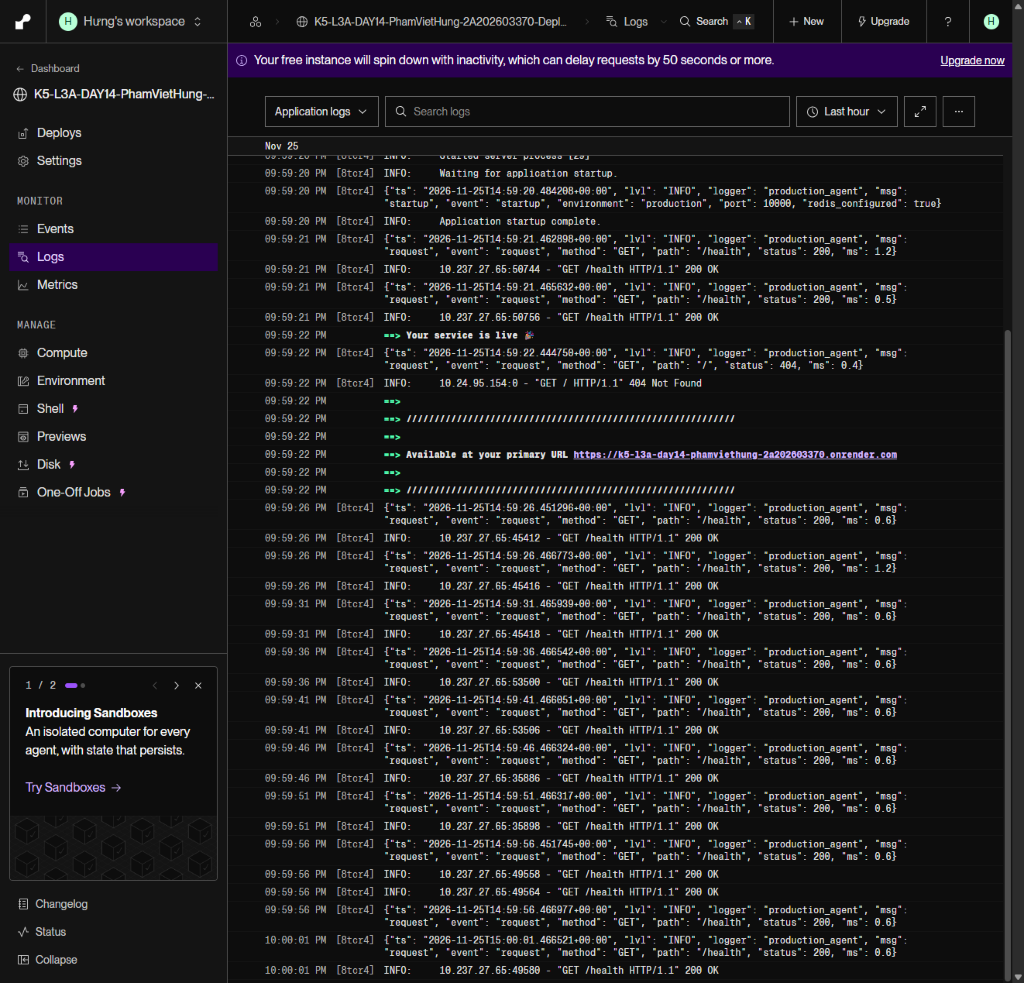 H Hưng's workspace
K5-L3A-DAY14-PhamVietHung-2A202603370-Depl...
Logs
Search
K
+ New
Upgrade
?
H
← Dashboard
K5-L3A-DAY14-PhamVietHung-...
Deploys
Settings
MONITOR
Events
Logs
Metrics
MANAGE
Compute
Environment
Shell
Previews
Disk
One-Off Jobs
1 / 2
Introducing Sandboxes
An isolated computer for every
agent, with state that persists.
Try Sandboxes →
Changelog
Status
Collapse
Your free instance will spin down with inactivity, which can delay requests by 50 seconds or more.
Upgrade now
Application logs
Search logs
Last hour
...
Nov 25
09:59:20 PM [8tcr4] INFO: Started server process [29]
09:59:20 PM [8tcr4] INFO: Waiting for application startup.
09:59:20 PM [8tcr4] {"ts": "2026-11-25T14:59:20.484208+00:00", "lvl": "INFO", "logger": "production_agent", "msg":
"startup", "event": "startup", "environment": "production", "port": 10000, "redis_configured": true}
09:59:20 PM [8tcr4] INFO: Application startup complete.
09:59:21 PM [8tcr4] {"ts": "2026-11-25T14:59:21.462898+00:00", "lvl": "INFO", "logger": "production_agent", "msg":
"request", "event": "request", "method": "GET", "path": "/health", "status": 200, "ms": 1.2}
09:59:21 PM [8tcr4] INFO: 10.237.27.65:50744 - "GET /health HTTP/1.1" 200 OK
09:59:21 PM [8tcr4] {"ts": "2026-11-25T14:59:21.465632+00:00", "lvl": "INFO", "logger": "production_agent", "msg":
"request", "event": "request", "method": "GET", "path": "/health", "status": 200, "ms": 0.5}
09:59:21 PM [8tcr4] INFO: 10.237.27.65:50756 - "GET /health HTTP/1.1" 200 OK
09:59:22 PM ==> Your service is live 🎉
09:59:22 PM [8tcr4] {"ts": "2026-11-25T14:59:22.444750+00:00", "lvl": "INFO", "logger": "production_agent", "msg":
"request", "event": "request", "method": "GET", "path": "/", "status": 404, "ms": 0.4}
09:59:22 PM [8tcr4] INFO: 10.24.95.154:0 - "GET / HTTP/1.1" 404 Not Found
09:59:22 PM ==>
09:59:22 PM ==> ///////////////////////////////////////////////////////////
09:59:22 PM ==>
09:59:22 PM ==> Available at your primary URL https://k5-l3a-day14-phamviethung-2a202603370.onrender.com
09:59:22 PM ==>
09:59:22 PM ==> ///////////////////////////////////////////////////////////
09:59:26 PM [8tcr4] {"ts": "2026-11-25T14:59:26.451296+00:00", "lvl": "INFO", "logger": "production_agent", "msg":
"request", "event": "request", "method": "GET", "path": "/health", "status": 200, "ms": 0.6}
09:59:26 PM [8tcr4] INFO: 10.237.27.65:45412 - "GET /health HTTP/1.1" 200 OK
09:59:26 PM [8tcr4] {"ts": "2026-11-25T14:59:26.466773+00:00", "lvl": "INFO", "logger": "production_agent", "msg":
"request", "event": "request", "method": "GET", "path": "/health", "status": 200, "ms": 1.2}
09:59:26 PM [8tcr4] INFO: 10.237.27.65:45416 - "GET /health HTTP/1.1" 200 OK
09:59:31 PM [8tcr4] {"ts": "2026-11-25T14:59:31.465939+00:00", "lvl": "INFO", "logger": "production_agent", "msg":
"request", "event": "request", "method": "GET", "path": "/health", "status": 200, "ms": 0.6}
09:59:31 PM [8tcr4] INFO: 10.237.27.65:45418 - "GET /health HTTP/1.1" 200 OK
09:59:36 PM [8tcr4] {"ts": "2026-11-25T14:59:36.466542+00:00", "lvl": "INFO", "logger": "production_agent", "msg":
"request", "event": "request", "method": "GET", "path": "/health", "status": 200, "ms": 0.6}
09:59:36 PM [8tcr4] INFO: 10.237.27.65:53500 - "GET /health HTTP/1.1" 200 OK
09:59:41 PM [8tcr4] {"ts": "2026-11-25T14:59:41.466051+00:00", "lvl": "INFO", "logger": "production_agent", "msg":
"request", "event": "request", "method": "GET", "path": "/health", "status": 200, "ms": 0.6}
09:59:41 PM [8tcr4] INFO: 10.237.27.65:53506 - "GET /health HTTP/1.1" 200 OK
09:59:46 PM [8tcr4] {"ts": "2026-11-25T14:59:46.466324+00:00", "lvl": "INFO", "logger": "production_agent", "msg":
"request", "event": "request", "method": "GET", "path": "/health", "status": 200, "ms": 0.6}
09:59:46 PM [8tcr4] INFO: 10.237.27.65:35886 - "GET /health HTTP/1.1" 200 OK
09:59:51 PM [8tcr4] {"ts": "2026-11-25T14:59:51.466317+00:00", "lvl": "INFO", "logger": "production_agent", "msg":
"request", "event": "request", "method": "GET", "path": "/health", "status": 200, "ms": 0.6}
09:59:51 PM [8tcr4] INFO: 10.237.27.65:35898 - "GET /health HTTP/1.1" 200 OK
09:59:56 PM [8tcr4] {"ts": "2026-11-25T14:59:56.451745+00:00", "lvl": "INFO", "logger": "production_agent", "msg":
"request", "event": "request", "method": "GET", "path": "/health", "status": 200, "ms": 0.6}
09:59:56 PM [8tcr4] INFO: 10.237.27.65:49558 - "GET /health HTTP/1.1" 200 OK
09:59:56 PM [8tcr4] INFO: 10.237.27.65:49564 - "GET /health HTTP/1.1" 200 OK
09:59:56 PM [8tcr4] {"ts": "2026-11-25T14:59:56.466977+00:00", "lvl": "INFO", "logger": "production_agent", "msg":
"request", "event": "request", "method": "GET", "path": "/health", "status": 200, "ms": 0.6}
10:00:01 PM [8tcr4] {"ts": "2026-11-25T15:00:01.466521+00:00", "lvl": "INFO", "logger": "production_agent", "msg":
"request", "event": "request", "method": "GET", "path": "/health", "status": 200, "ms": 0.6}
10:00:01 PM [8tcr4] INFO: 10.237.27.65:49580 - "GET /health HTTP/1.1" 200 OK